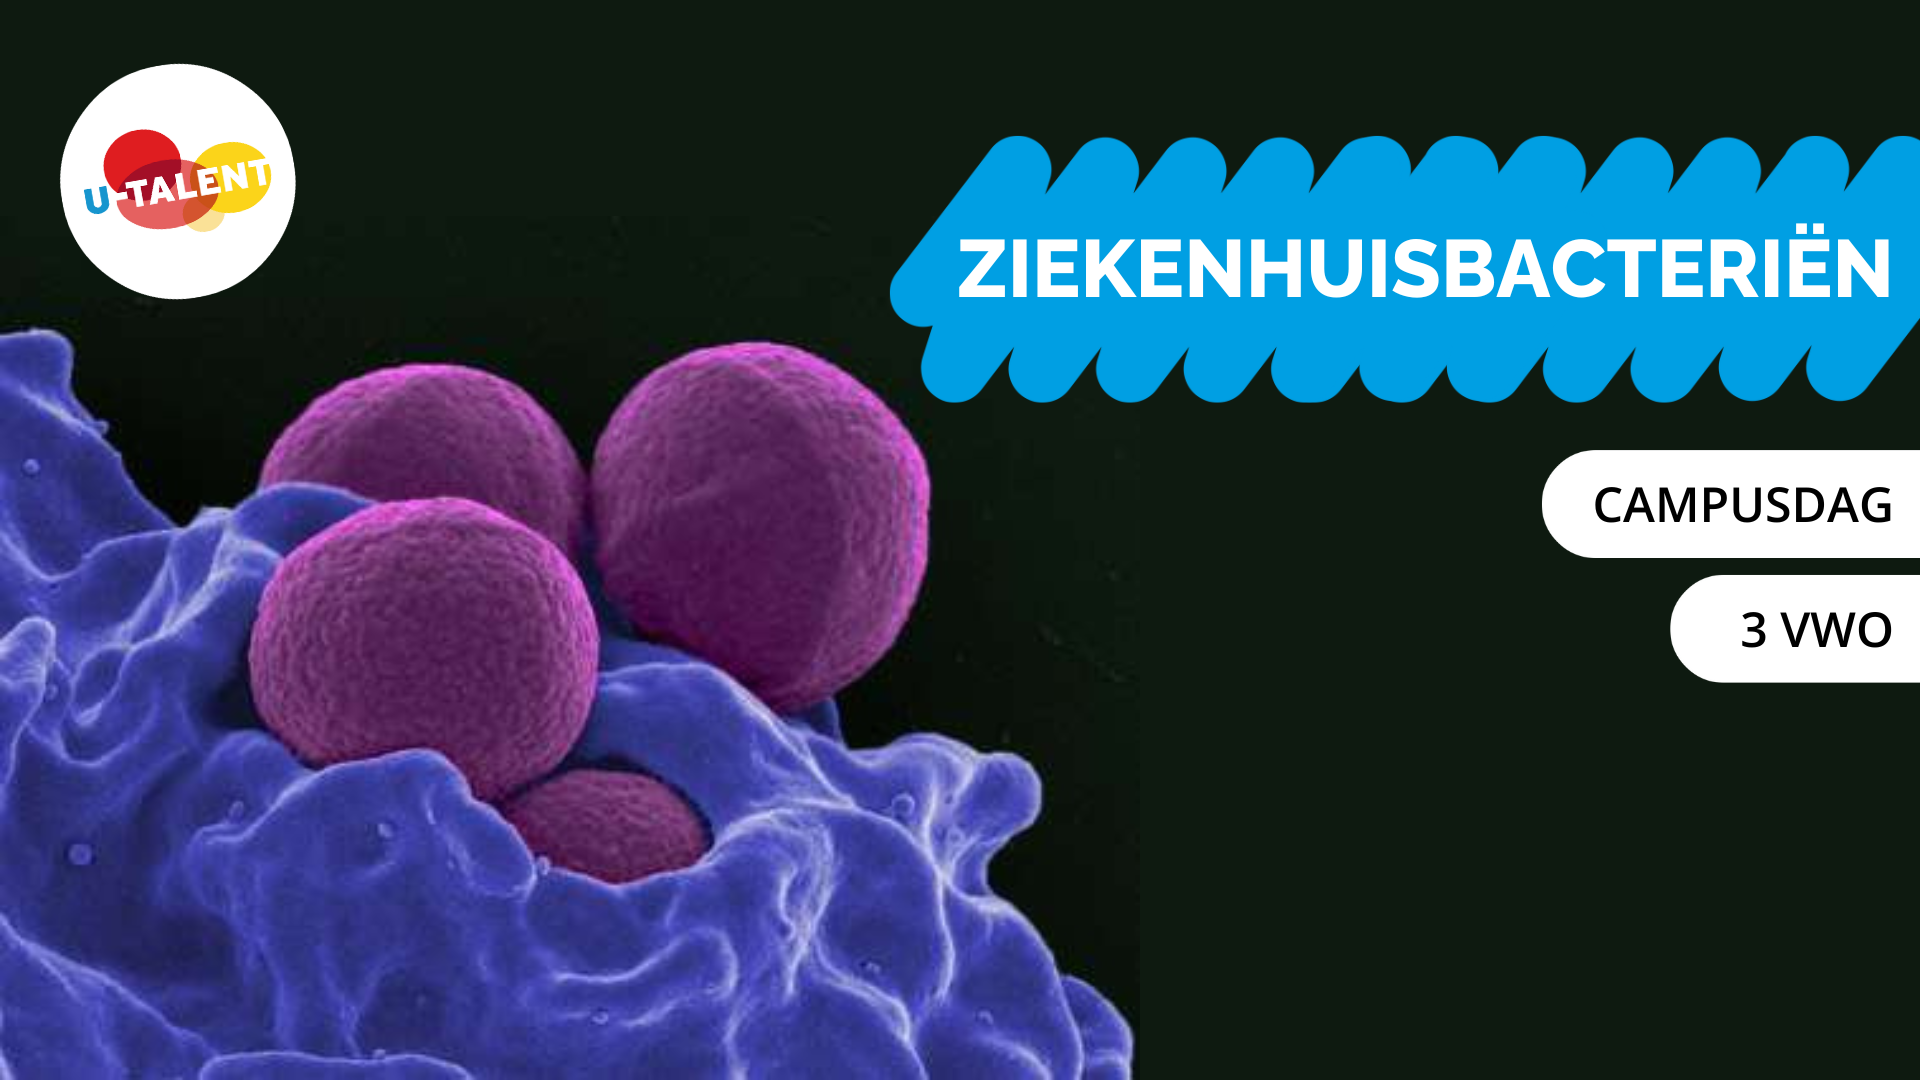 U-TALENT
ZIEKENHUISBACTERIËN
CAMPUSDAG
3 VWO